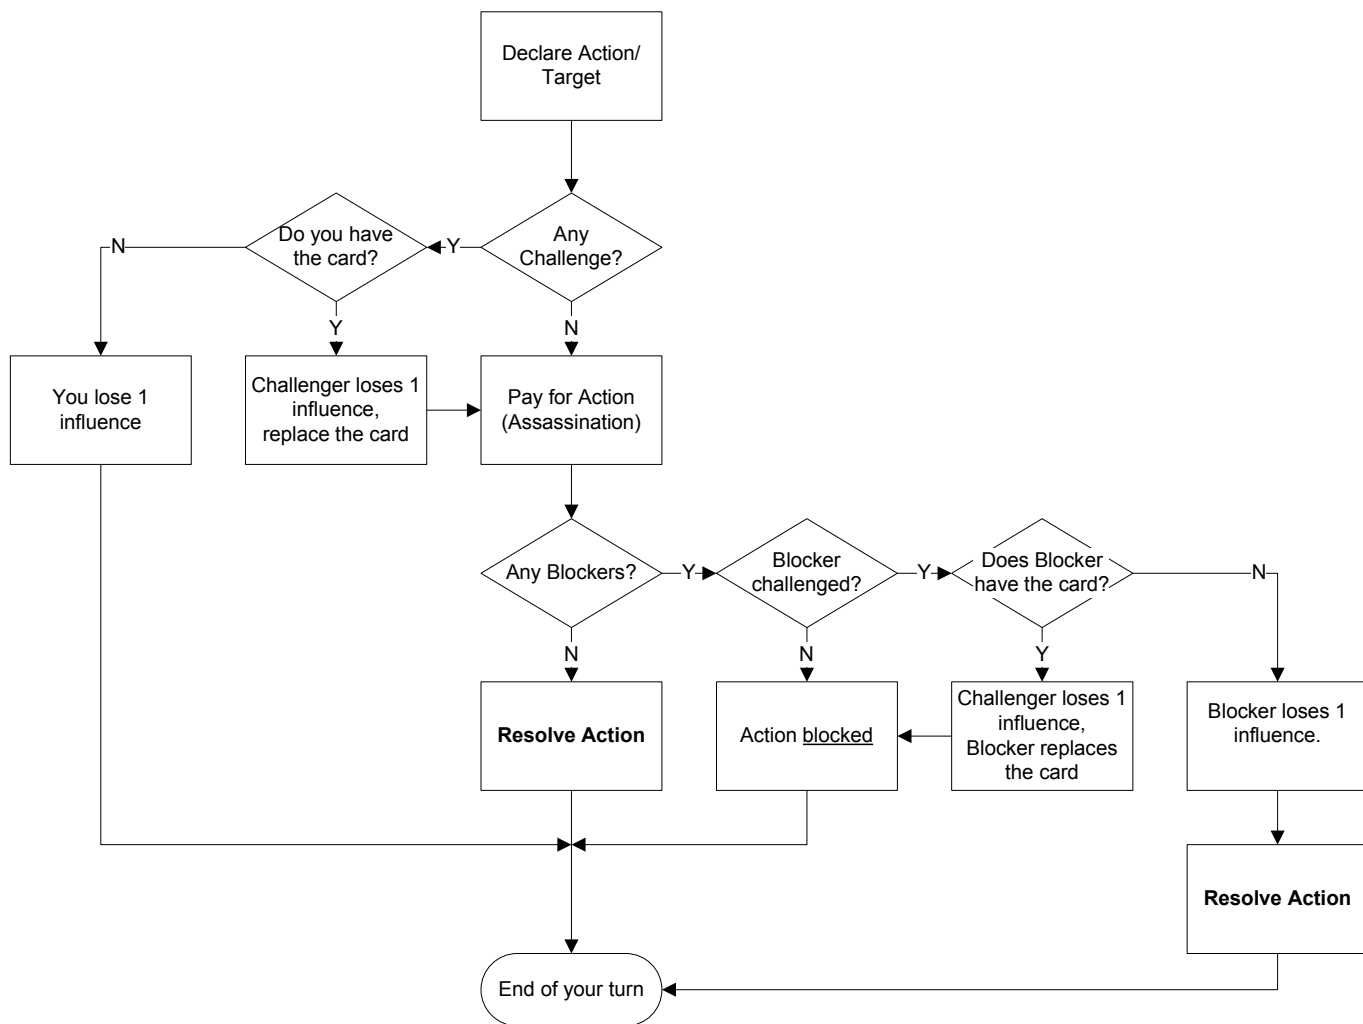 Declare Action/
Target
Do you have
the card?
Any
Challenge?
N
Y
Y
N
You lose 1
influence
Challenger loses 1
influence,
replace the card
Pay for Action
(Assassination)
Any Blockers?
Y
Blocker
challenged?
Y
Does Blocker
have the card?
N
N
N
Y
Resolve Action
Action blocked
Challenger loses 1
influence,
Blocker replaces
the card
Blocker loses 1
influence.
Resolve Action
End of your turn